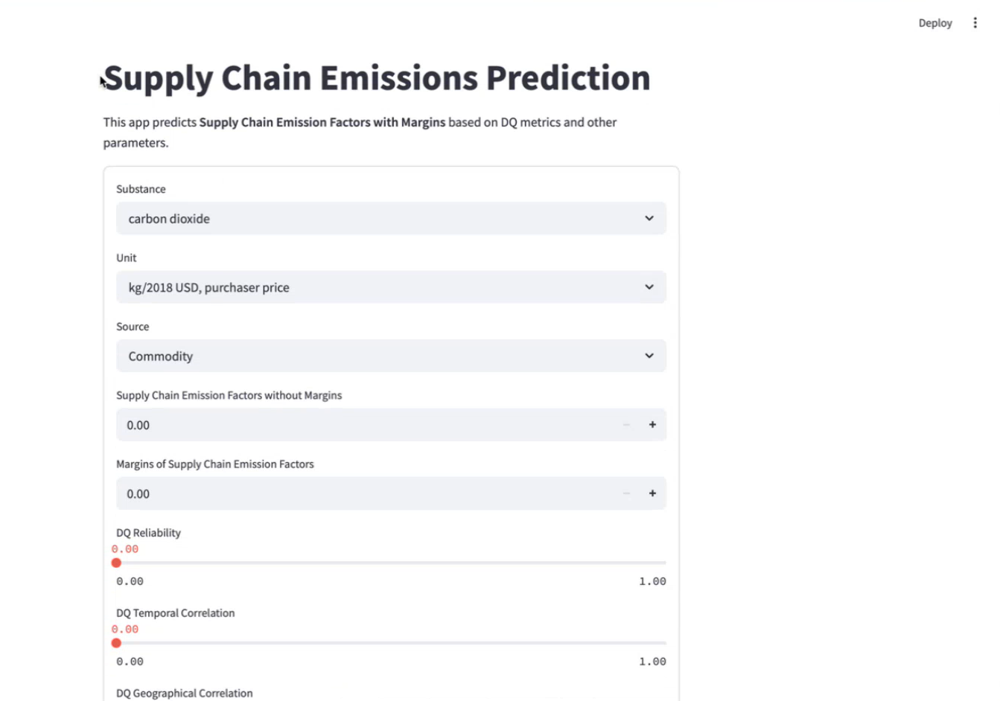 Deploy
Supply Chain Emissions Prediction
This app predicts Supply Chain Emission Factors with Margins based on DQ metrics and other
parameters.
Substance
carbon dioxide
Unit
kg/2018 USD, purchaser price
Source
Commodity
Supply Chain Emission Factors without Margins
0.00
Margins of Supply Chain Emission Factors
0.00
DQ Reliability
0.00
0.00 1.00
DQ Temporal Correlation
0.00
0.00 1.00
DQ Geographical Correlation